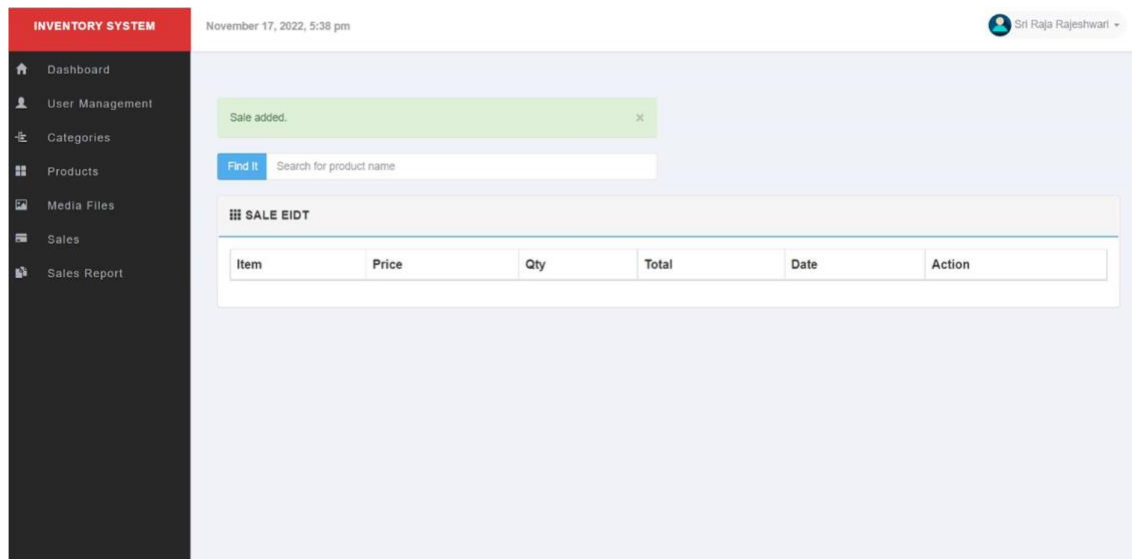 INVENTORY SYSTEM
November 17, 2022, 5:38 pm
Sri Raja Rajeshwari
Dashboard
User Management
Categories
Products
Media Files
Sales
Sales Report
Sale added.
×
Find It
Search for product name
SALE EIDT
Item Price Qty Total Date Action